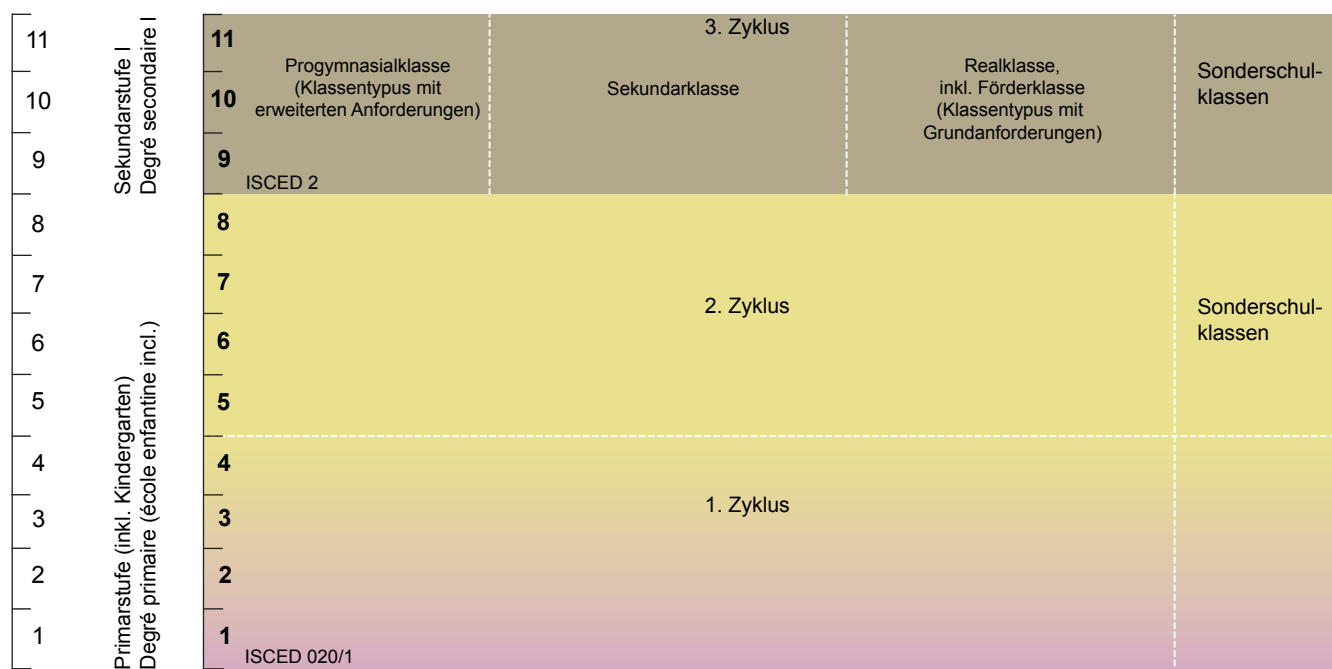 11
10
9
8
7
6
5
4
3
2
1
Sekundarstufe I
Degré secondaire I
Primarstufe (inkl. Kindergarten)
Degré primaire (école enfantine incl.)
11
10
9
8
7
6
5
4
3
2
1
3. Zyklus
Progymnasialklasse
(Klassentypus mit
erweiterten Anforderungen)
Sekundarklasse
Realklasse,
inkl. Förderklasse
(Klassentypus mit
Grundanforderungen)
Sonderschul-
klassen
ISCED 2
2. Zyklus
Sonderschul-
klassen
1. Zyklus
ISCED 020/1